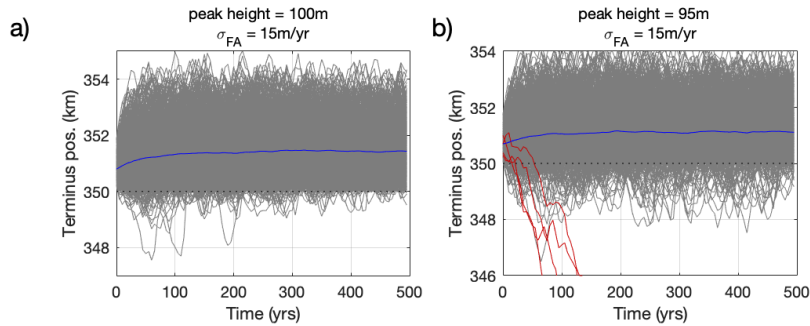 a)
peak height = 100m
σFA = 15m/yr
Terminus pos. (km)
354
352
350
348
0 100 200 300 400 500
Time (yrs)
b)
peak height = 95m
σFA = 15m/yr
Terminus pos. (km)
354
352
350
348
346
0 100 200 300 400 500
Time (yrs)